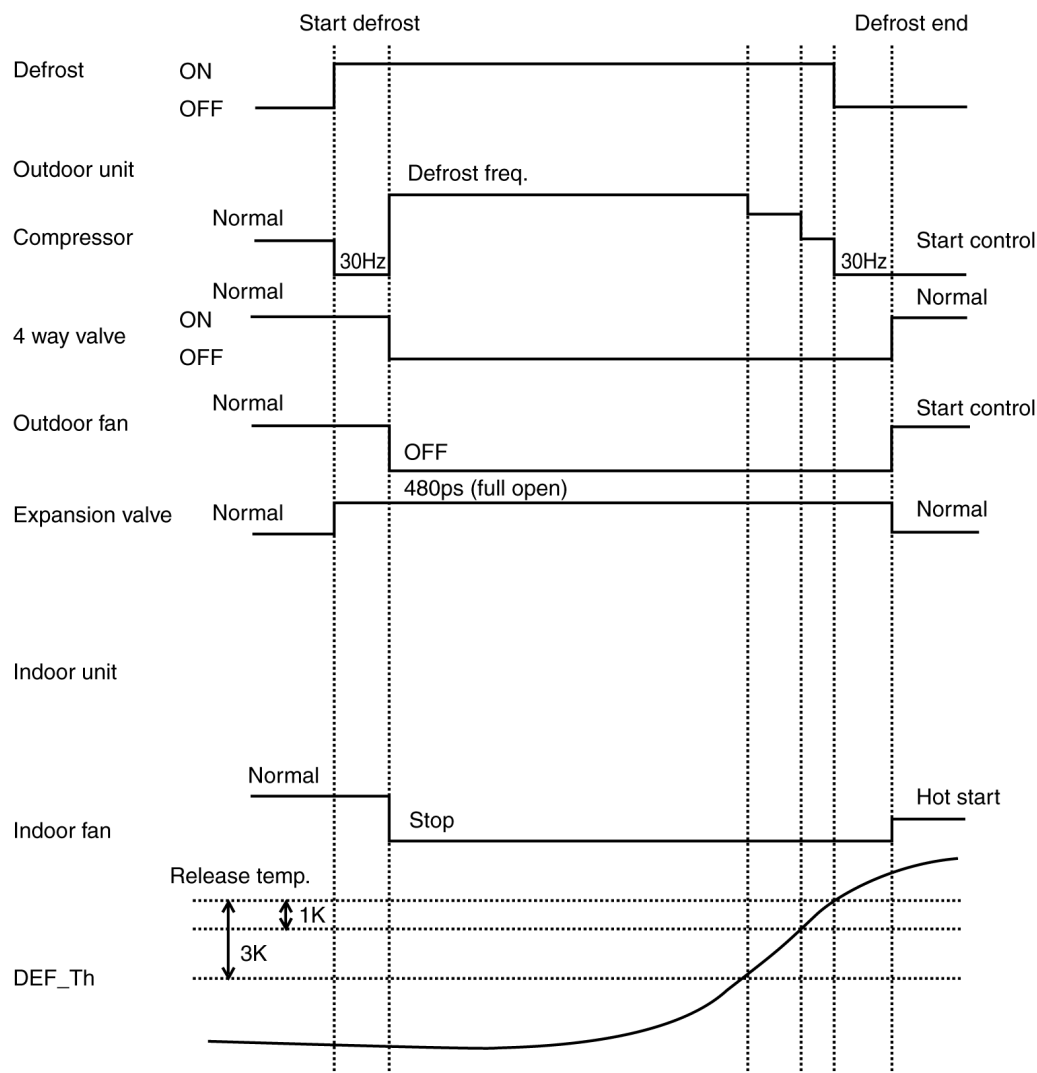 Start defrost
Defrost end
Defrost
ON
OFF
Outdoor unit
Defrost freq.
Normal
Compressor
30Hz
30Hz
Start control
Normal
Normal
ON
4 way valve
OFF
Normal
Start control
Outdoor fan
OFF
480ps (full open)
Expansion valve
Normal
Normal
Indoor unit
Normal
Hot start
Stop
Indoor fan
Release temp.
1K
3K
DEF_Th